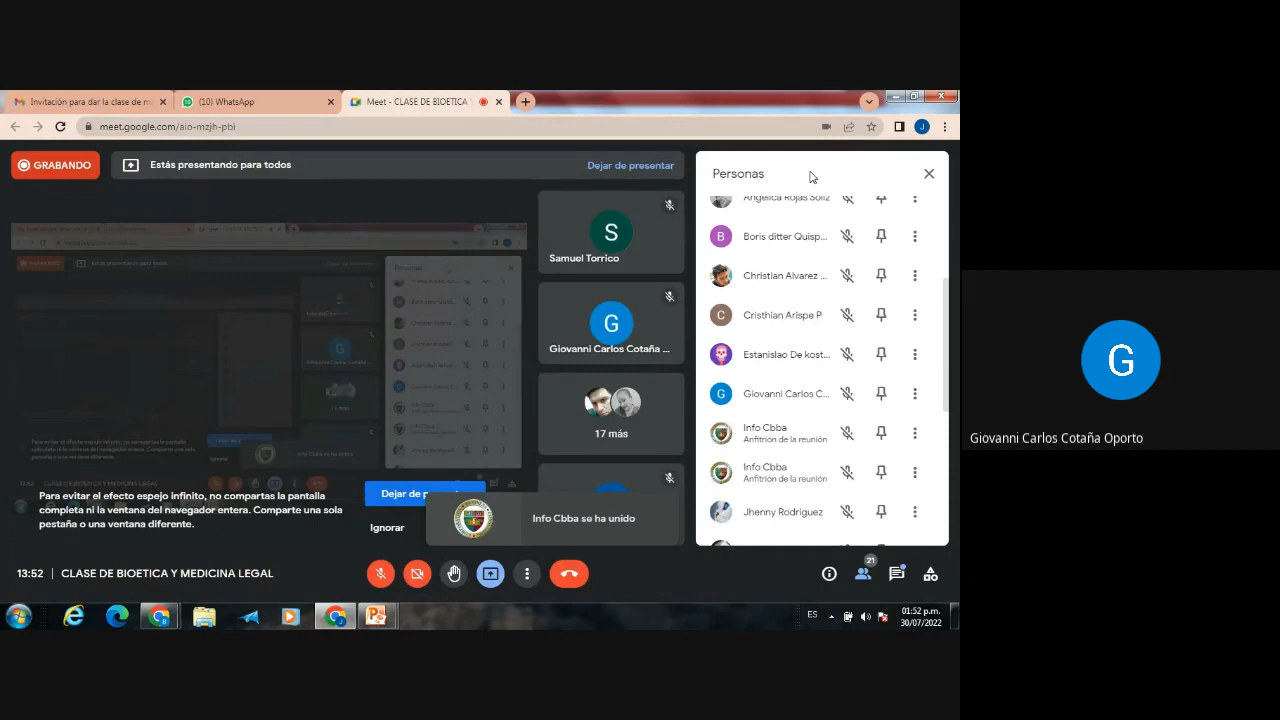 Invitación para dar la clase de m
(10) WhatsApp
Meet - CLASE DE BIOETICA Y
meet.google.com/aio-mzjh-pbi
J
GRABANDO
Estás presentando para todos
Dejar de presentar
Personas
Angelica Rojas Soliz
B
Boris ditter Quisp...
Christian Alvarez ...
C
Cristhian Arispe P
Estanislao De kost...
G
Giovanni Carlos C...
Info Cbba
Anfitrión de la reunión
Info Cbba
Anfitrión de la reunión
Jhenny Rodriguez
S
Samuel Torrico
G
Giovanni Carlos Cotaña ...
17 más
Para evitar el efecto espejo infinito, no compartas la pantalla
completa ni la ventana del navegador entera. Comparte una sola
pestaña o una ventana diferente.
Dejar de p
Ignorar
Info Cbba se ha unido
13:52 | CLASE DE BIOETICA Y MEDICINA LEGAL
21
ES
01:52 p.m.
30/07/2022
G
Giovanni Carlos Cotaña Oporto